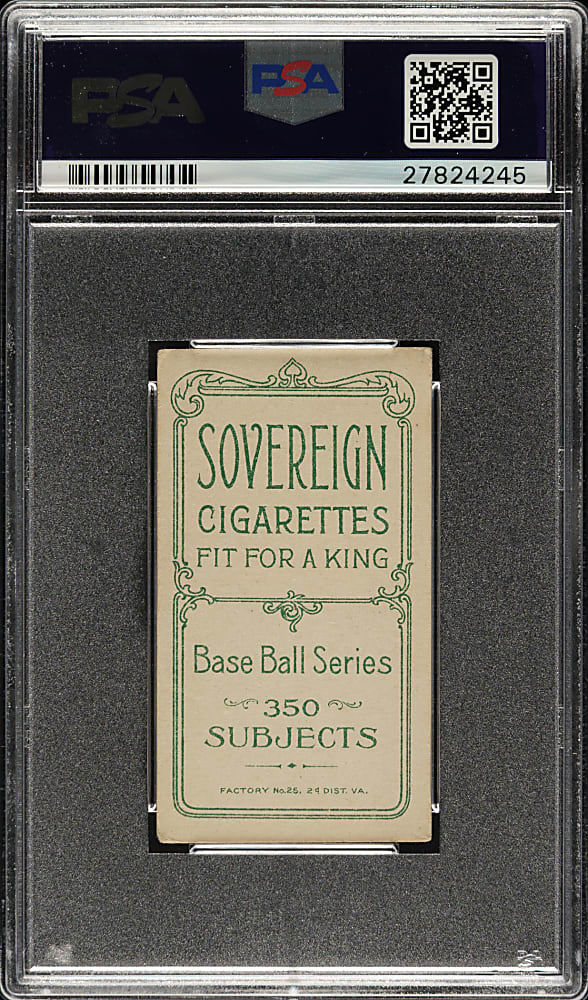 PSA
PSA
27824245
SOVEREIGN
CIGARETTES
FIT FOR A KING
Base Ball Series
350
SUBJECTS
FACTORY No.25. 2d DIST. VA.